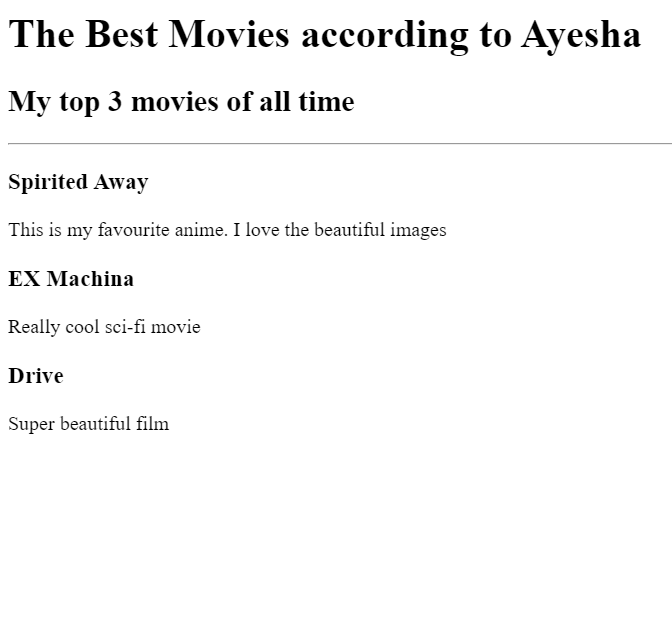 The Best Movies according to Ayesha
My top 3 movies of all time
Spirited Away
This is my favourite anime. I love the beautiful images
EX Machina
Really cool sci-fi movie
Drive
Super beautiful film